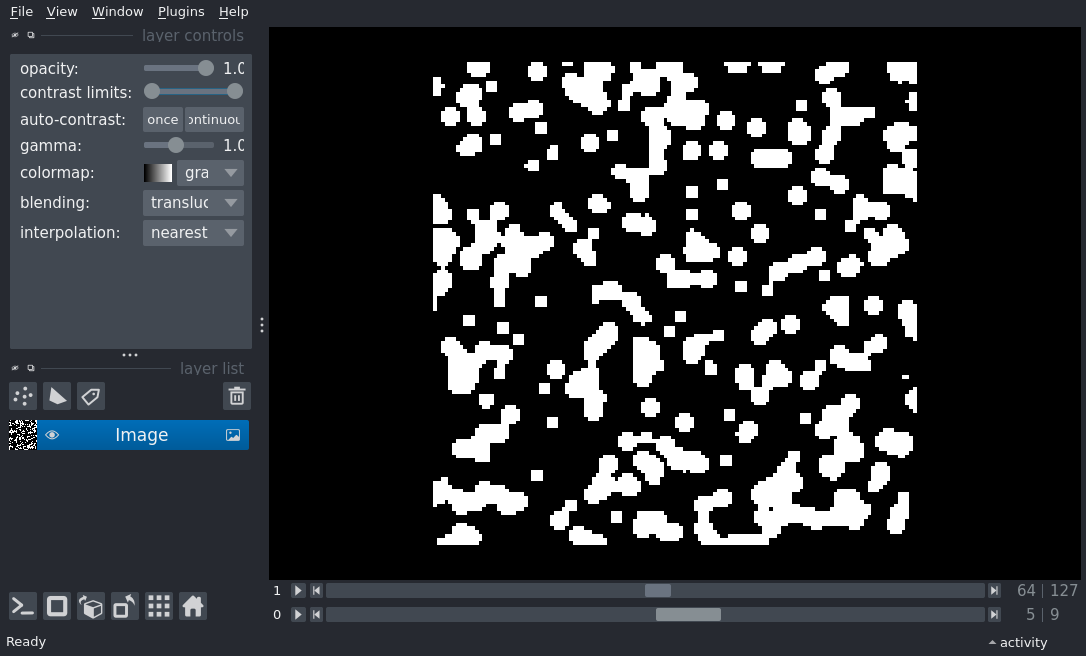 File View Window Plugins Help
layer controls
opacity: 1.0
contrast limits:
auto-contrast: once ontinuou
gamma: 1.0
colormap: gra
blending: transluc
interpolation: nearest
layer list
Image
1 64 127
0 5 9
Ready activity